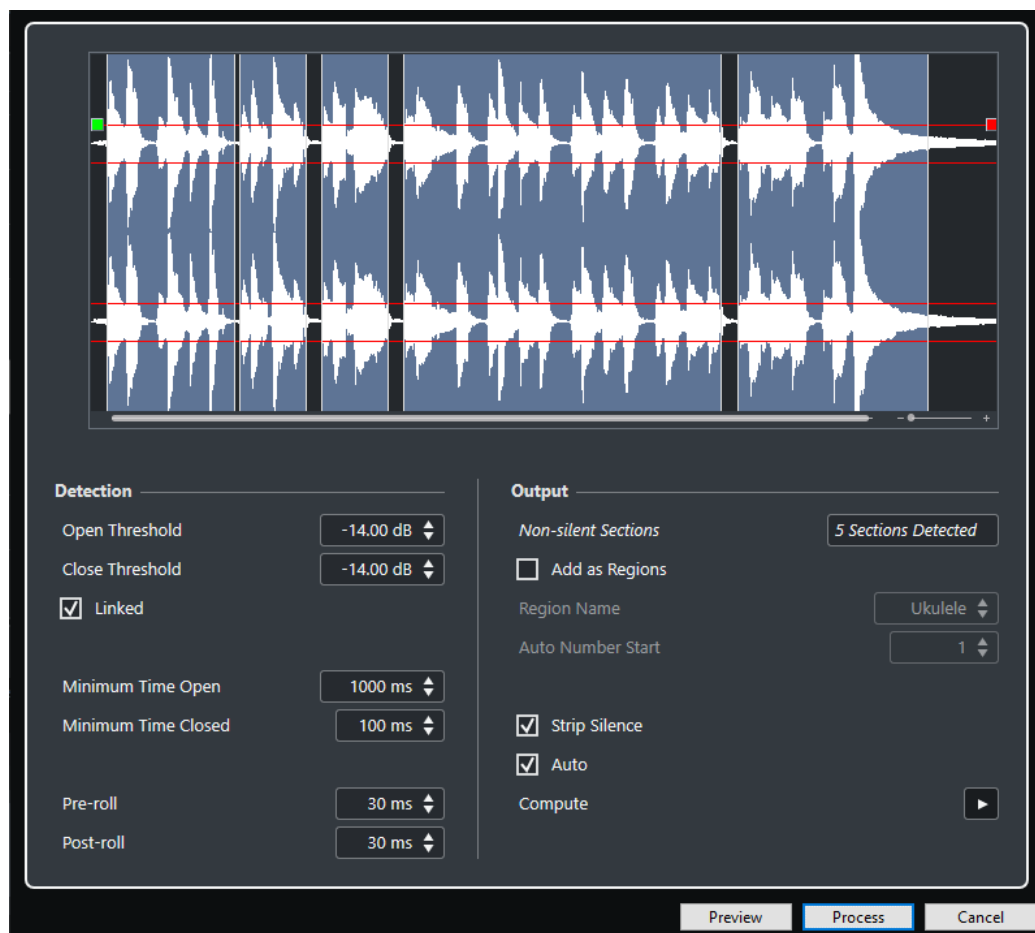 Detection
Open Threshold -14.00 dB
Close Threshold -14.00 dB
Linked
Minimum Time Open 1000 ms
Minimum Time Closed 100 ms
Pre-roll 30 ms
Post-roll 30 ms
Output
Non-silent Sections 5 Sections Detected
Add as Regions
Region Name Ukulele
Auto Number Start 1
Strip Silence
Auto
Compute
Preview Process Cancel